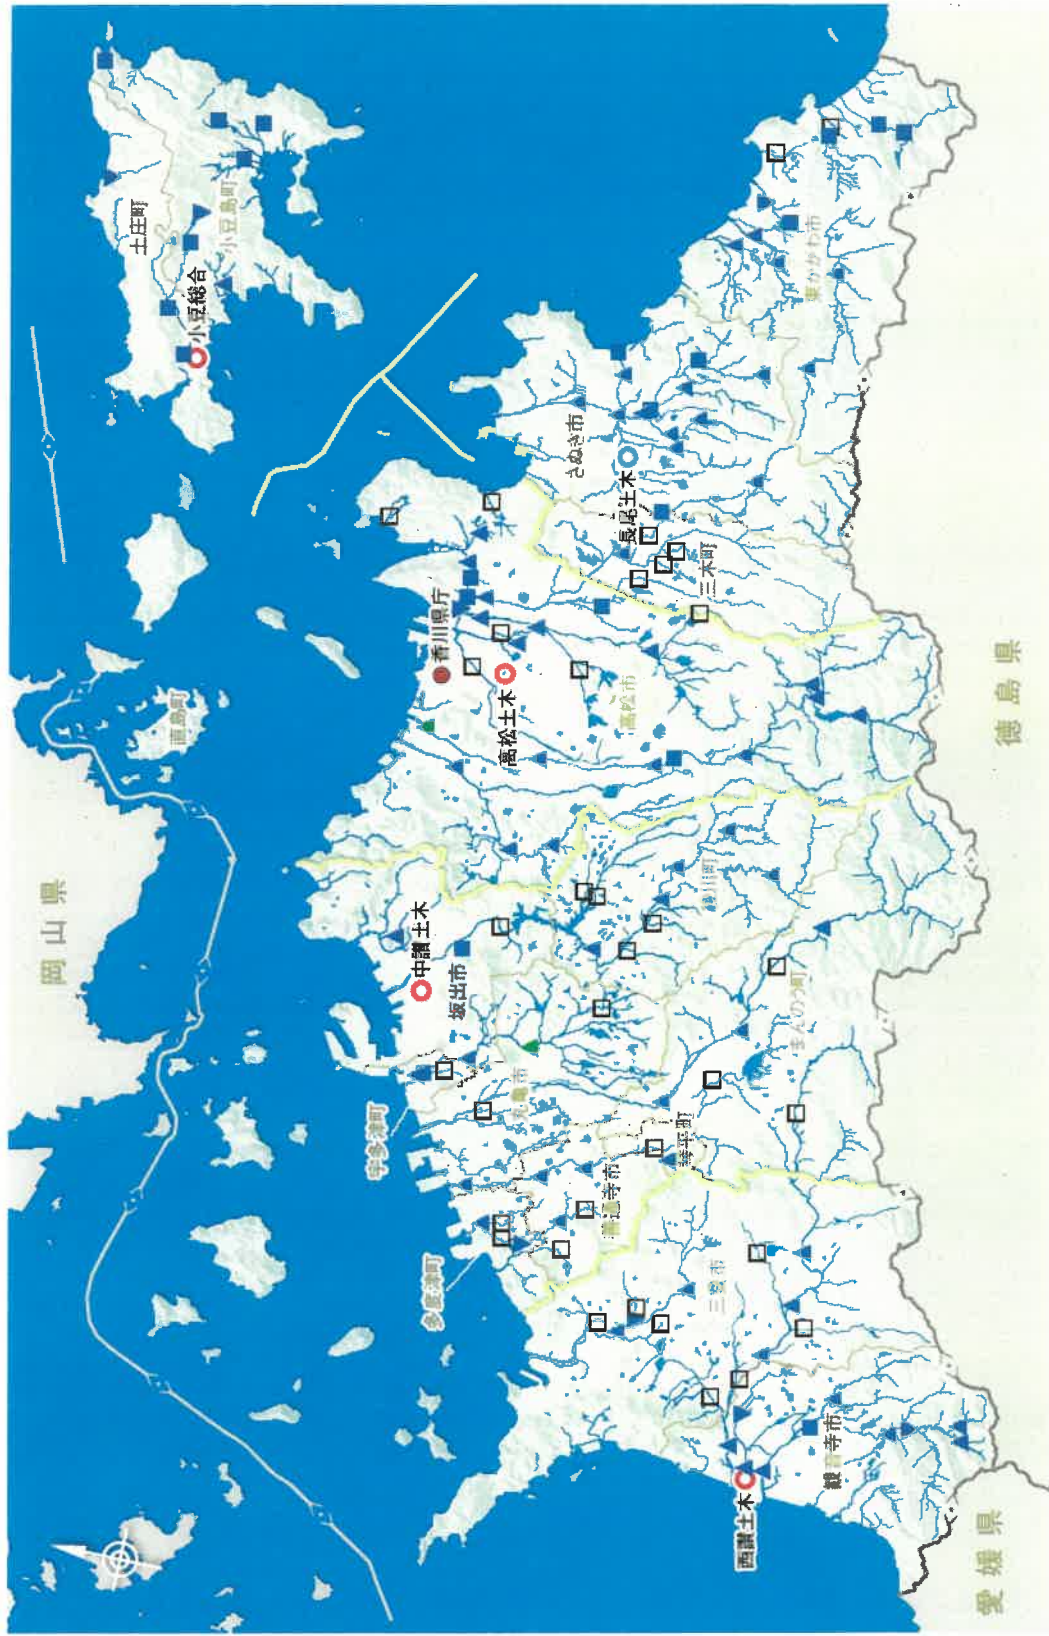 岡山県
直島町
土庄町
小豆総合
小豆島町
香川県庁
高松土木
高松市
さぬき市
長尾土木
三木町
東かがわ市
中讃土木
坂出市
宇多津町
丸亀市
綾川町
まんのう町
琴平町
善通寺市
多度津町
三豊市
西讃土木
観音寺市
愛媛県
徳島県